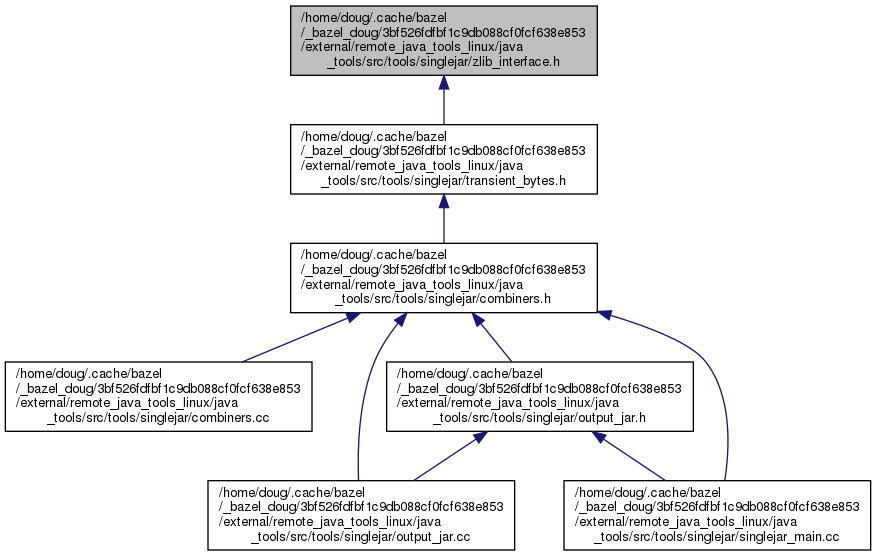 /home/doug/.cache/bazel
/_bazel_doug/3bf526fdfbf1c9db088cf0fcf638e853
/external/remote_java_tools_linux/java
_tools/src/tools/singlejar/zlib_interface.h
/home/doug/.cache/bazel
/_bazel_doug/3bf526fdfbf1c9db088cf0fcf638e853
/external/remote_java_tools_linux/java
_tools/src/tools/singlejar/transient_bytes.h
/home/doug/.cache/bazel
/_bazel_doug/3bf526fdfbf1c9db088cf0fcf638e853
/external/remote_java_tools_linux/java
_tools/src/tools/singlejar/combiners.h
/home/doug/.cache/bazel
/_bazel_doug/3bf526fdfbf1c9db088cf0fcf638e853
/external/remote_java_tools_linux/java
_tools/src/tools/singlejar/combiners.cc
/home/doug/.cache/bazel
/_bazel_doug/3bf526fdfbf1c9db088cf0fcf638e853
/external/remote_java_tools_linux/java
_tools/src/tools/singlejar/output_jar.h
/home/doug/.cache/bazel
/_bazel_doug/3bf526fdfbf1c9db088cf0fcf638e853
/external/remote_java_tools_linux/java
_tools/src/tools/singlejar/output_jar.cc
/home/doug/.cache/bazel
/_bazel_doug/3bf526fdfbf1c9db088cf0fcf638e853
/external/remote_java_tools_linux/java
_tools/src/tools/singlejar/singlejar_main.cc